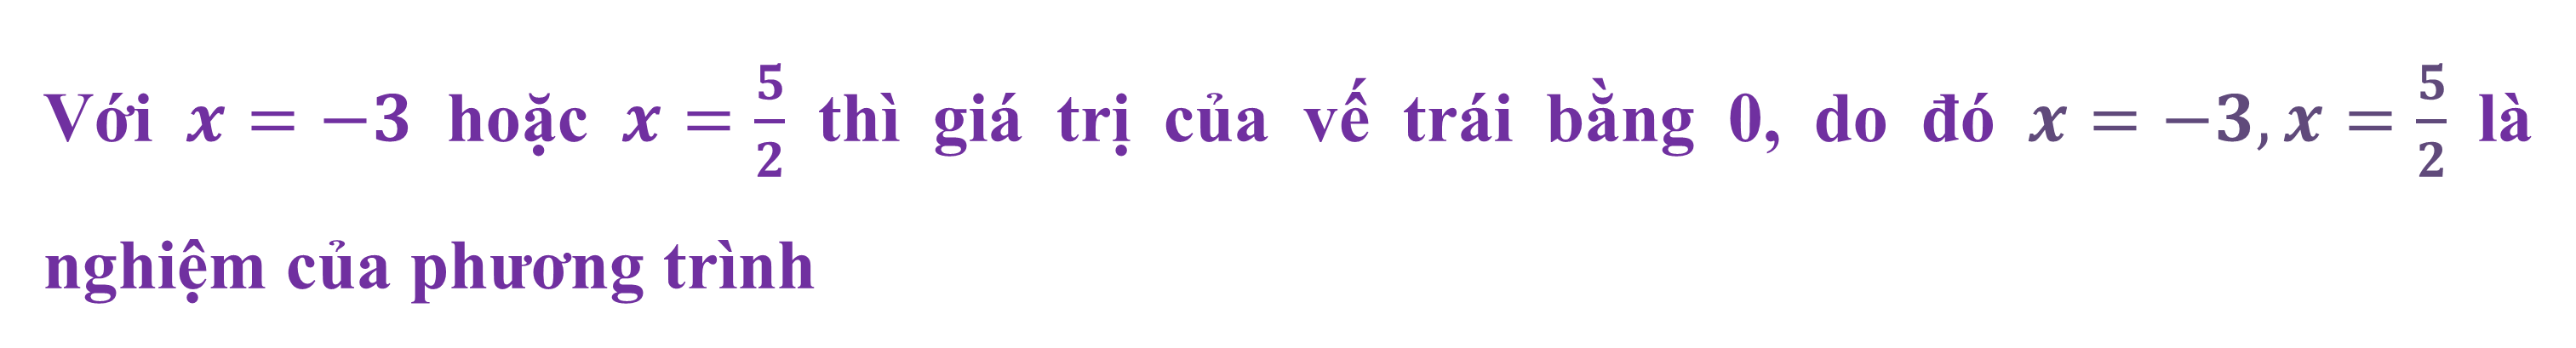 Với x = −3 hoặc x = 5/2 thì giá trị của vế trái bằng 0, do đó x = −3, x = 5/2 là
nghiệm của phương trình